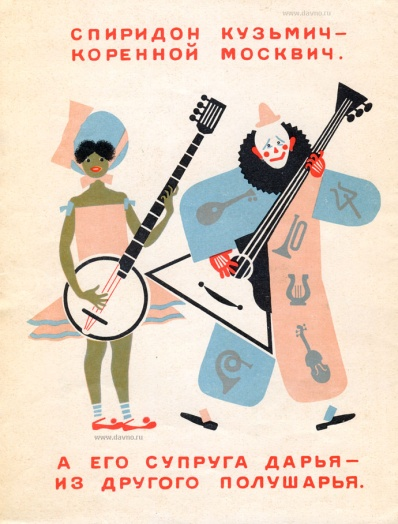 www.davno.ru
СПИРИДОН КУЗЬМИЧ—
КОРЕННОЙ МОСКВИЧ.
www.davno.ru
А ЕГО СУПРУГА ДАРЬЯ—
ИЗ ДРУГОГО ПОЛУШАРЬЯ.